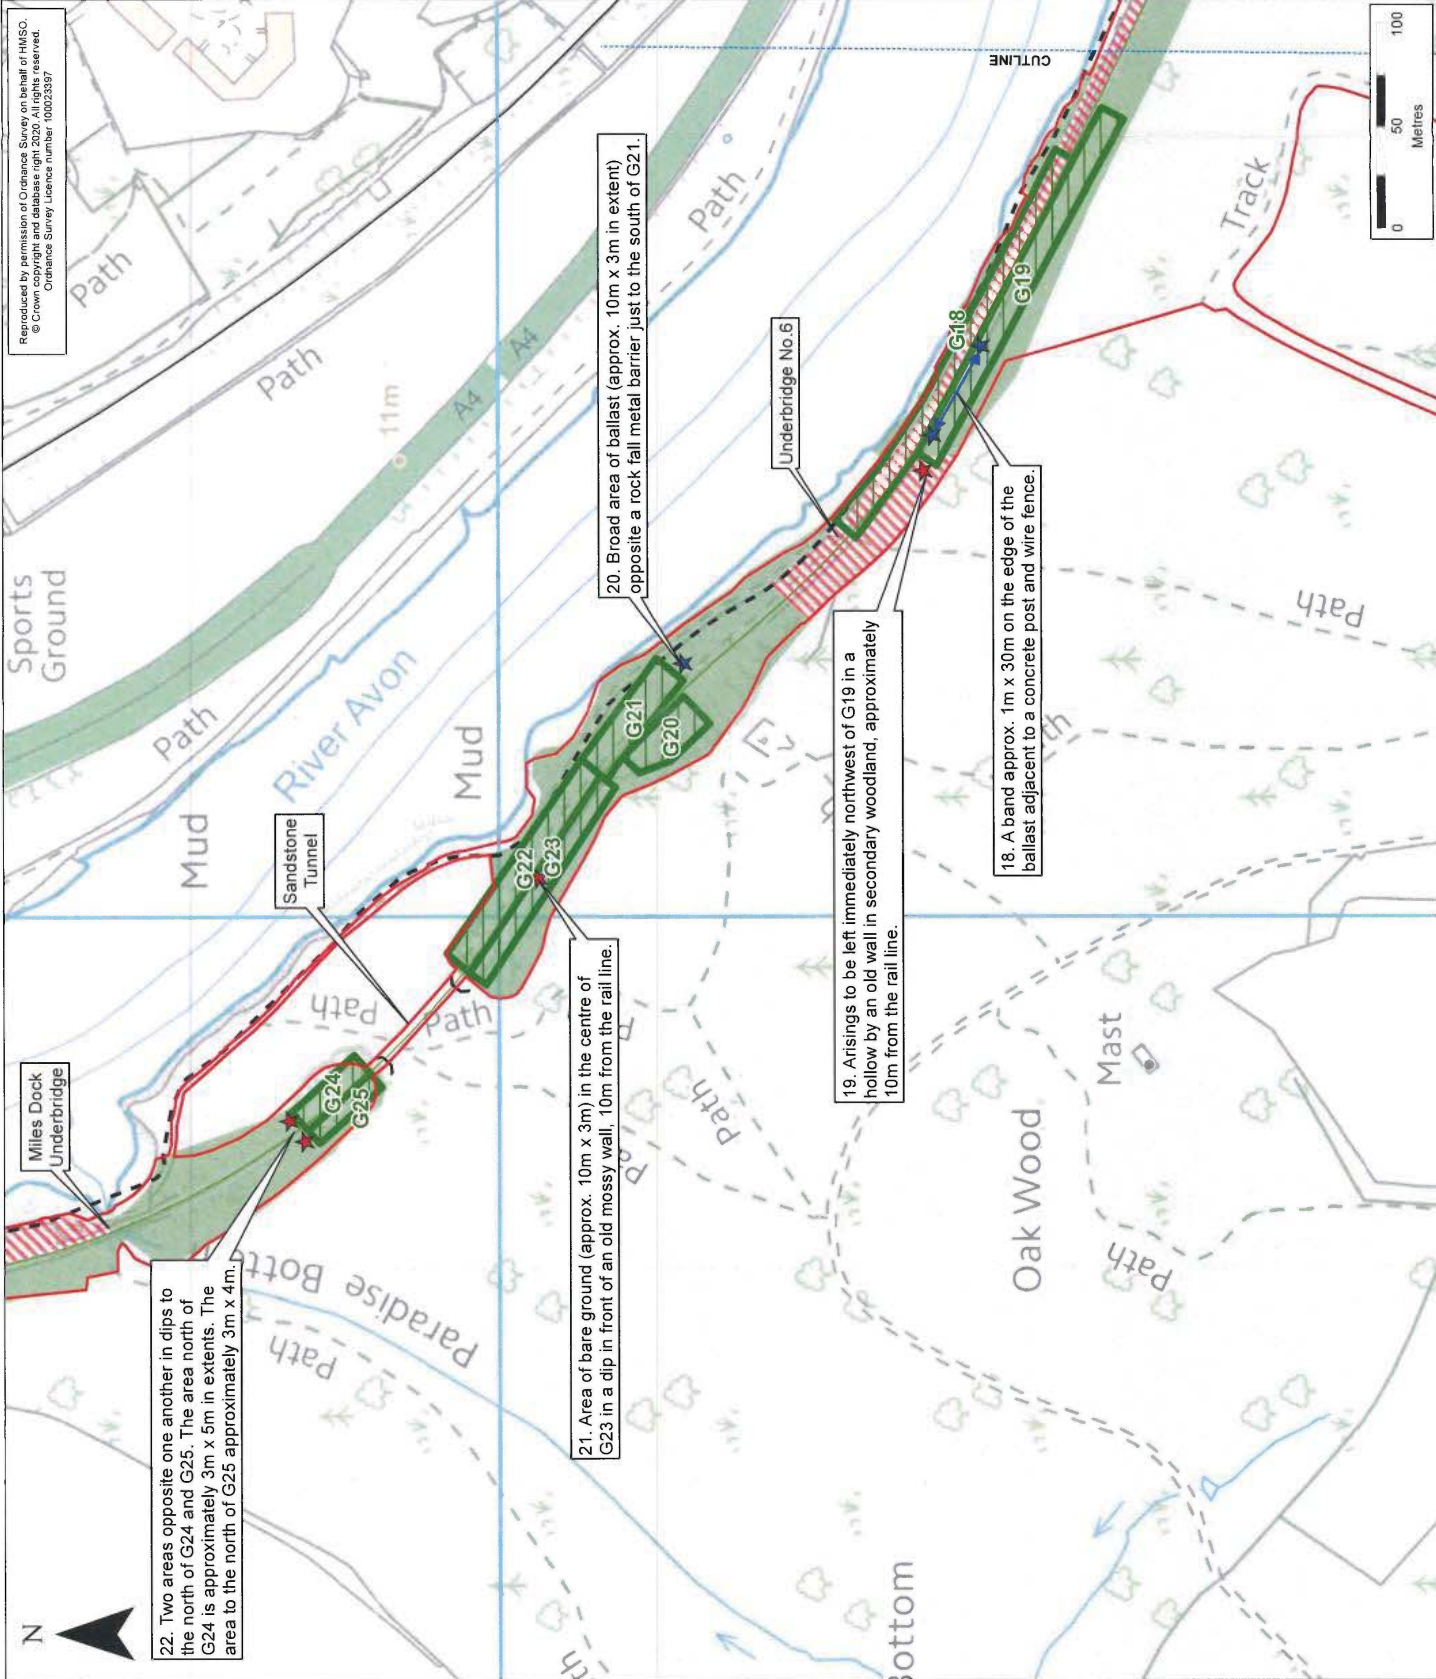 Reproduced by permission of Ordnance Survey on behalf of HMSO.
© Crown copyright and database right 2020. All rights reserved.
Ordnance Survey Licence number 100023397
N
Miles Dock
Underbridge
Sandstone
Tunnel
Underbridge No.6
22. Two areas opposite one another in dips to
the north of G24 and G25. The area north of
G24 is approximately 3m x 5m in extents. The
area to the north of G25 approximately 3m x 4m.
21. Area of bare ground (approx. 10m x 3m) in the centre of
G23 in a dip in front of an old mossy wall, 10m from the rail line.
20. Broad area of ballast (approx. 10m x 3m in extent)
opposite a rock fall metal barrier just to the south of G21.
19. Arisings to be left immediately northwest of G19 in a
hollow by an old wall in secondary woodland, approximately
10m from the rail line.
18. A band approx. 1m x 30m on the edge of the
ballast adjacent to a concrete post and wire fence.
G24
G25
G22
G23
G21
G20
G18
G19
CUTLINE
Sports
Ground
Path
Path
Path
Path
A4
A4
11m
River Avon
Mud
Mud
Path
Path
Path
Path
Path
Path
Track
Paradise
Mast
Oak Wood
0
50
100
Metres